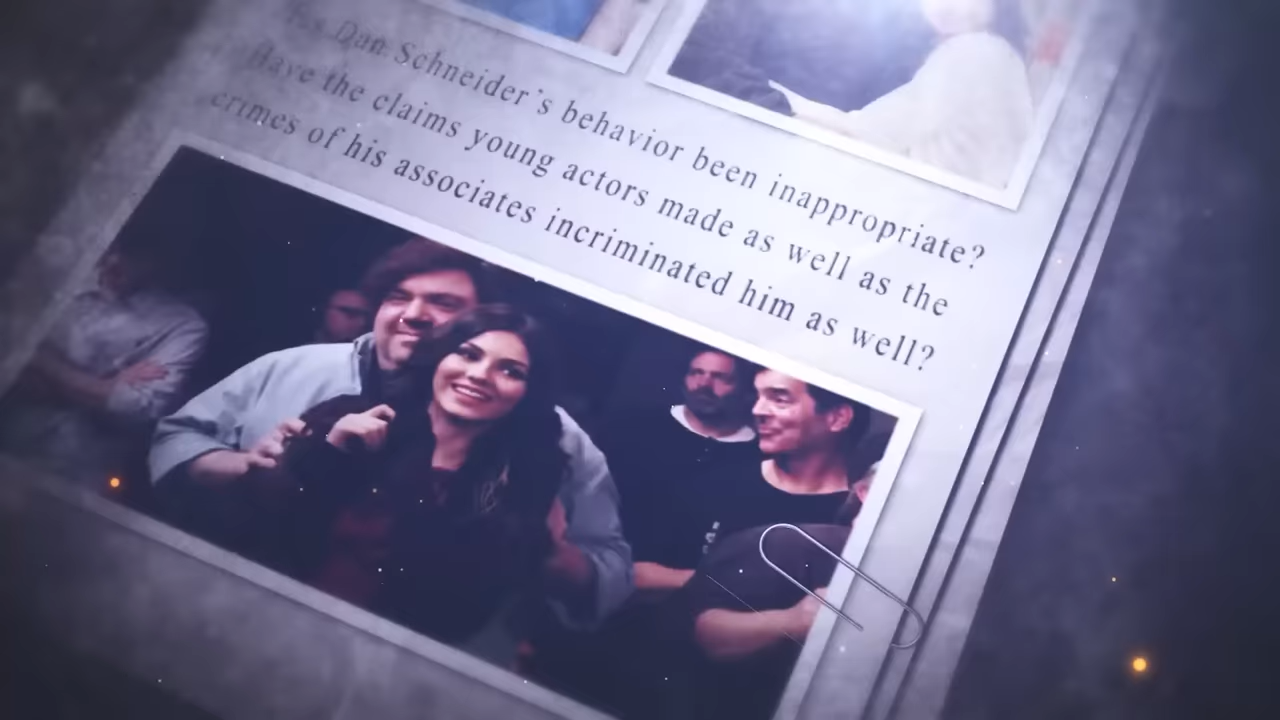 Has Dan Schneider's behavior been inappropriate?
Have the claims young actors made as well as the
crimes of his associates incriminated him as well?